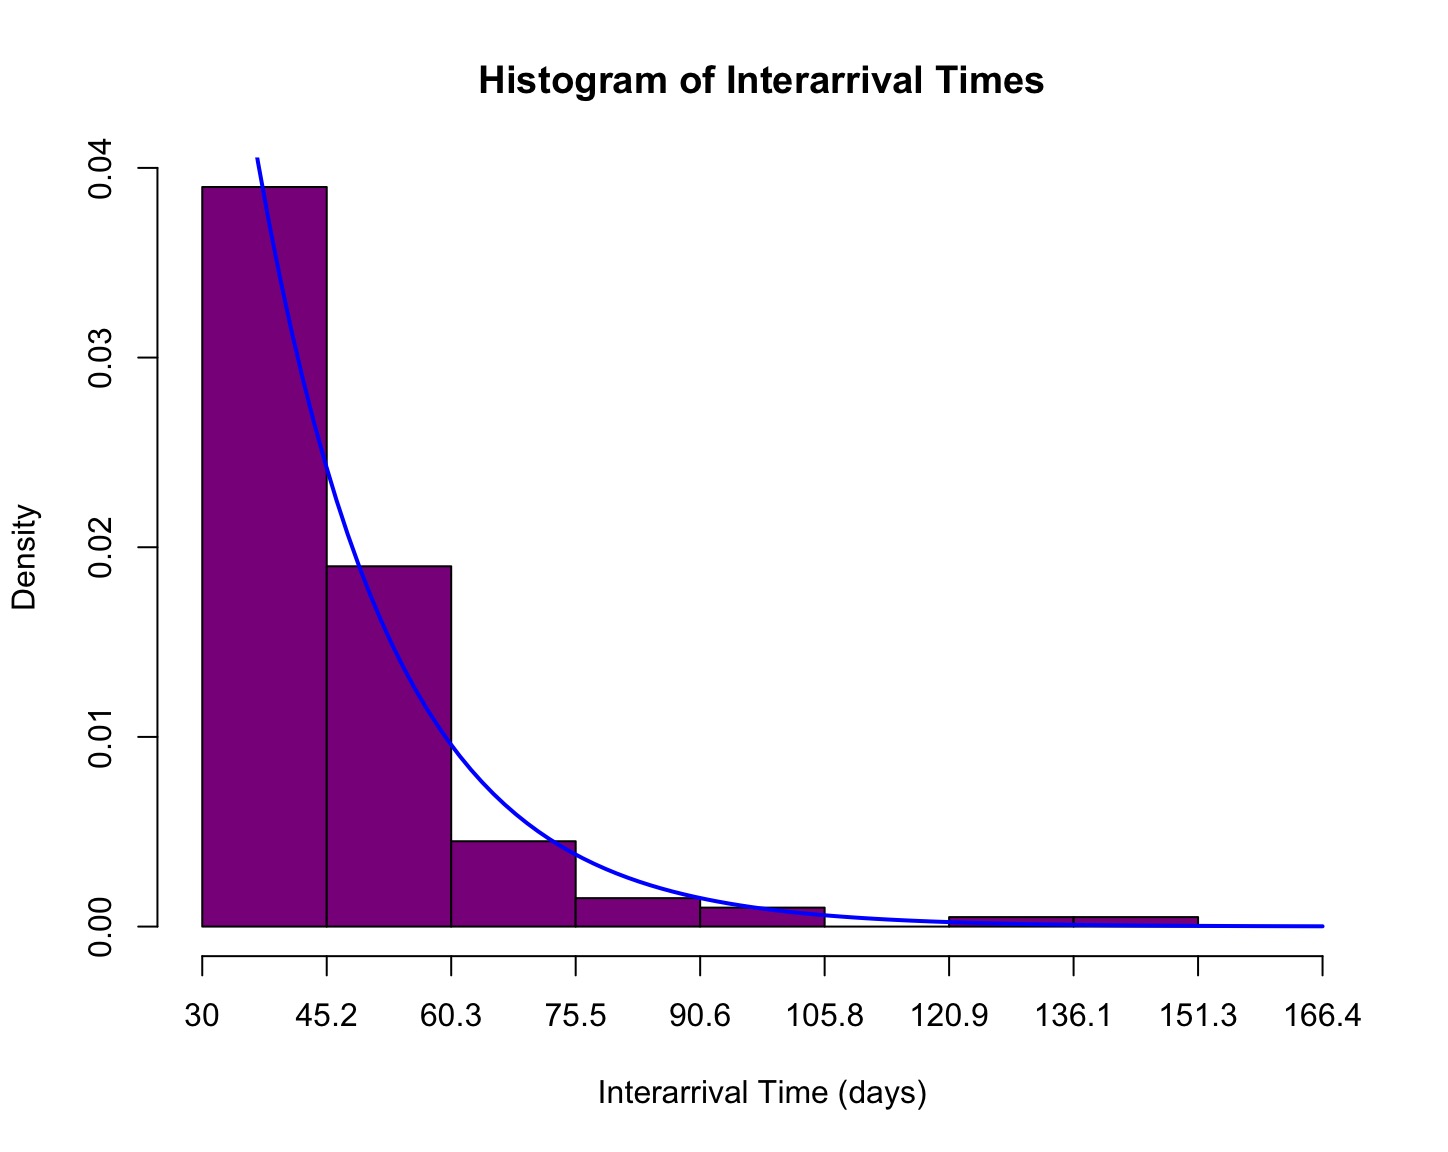 Histogram of Interarrival Times
Density
0.04
0.03
0.02
0.01
0.00
30 45.2 60.3 75.5 90.6 105.8 120.9 136.1 151.3 166.4
Interarrival Time (days)